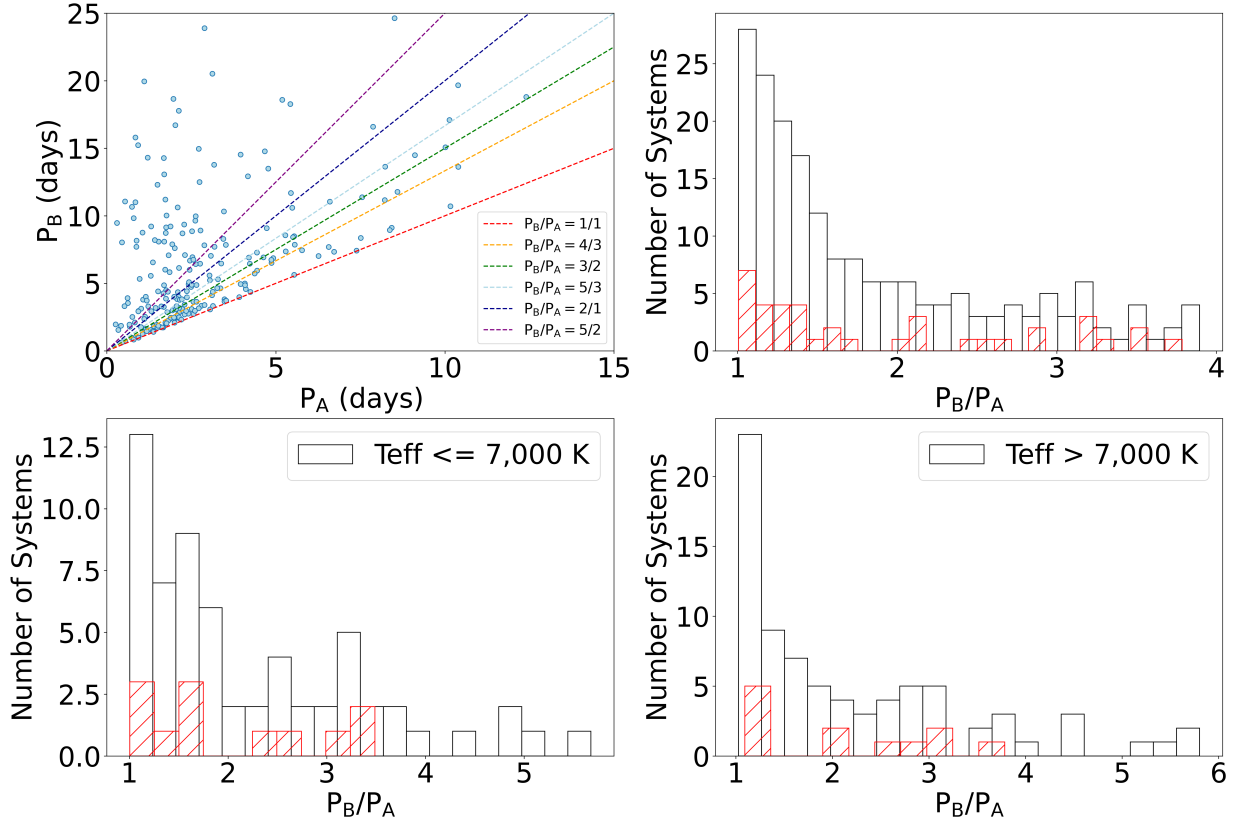 25
20
15
10
5
0
P_B (days)
0 5 10 15
P_A (days)
P_B/P_A = 1/1
P_B/P_A = 4/3
P_B/P_A = 3/2
P_B/P_A = 5/3
P_B/P_A = 2/1
P_B/P_A = 5/2
25
20
15
10
5
0
Number of Systems
1 2 3 4
P_B/P_A
12.5
10.0
7.5
5.0
2.5
0.0
Number of Systems
Teff <= 7,000 K
1 2 3 4 5
P_B/P_A
20
15
10
5
0
Number of Systems
Teff > 7,000 K
1 2 3 4 5 6
P_B/P_A